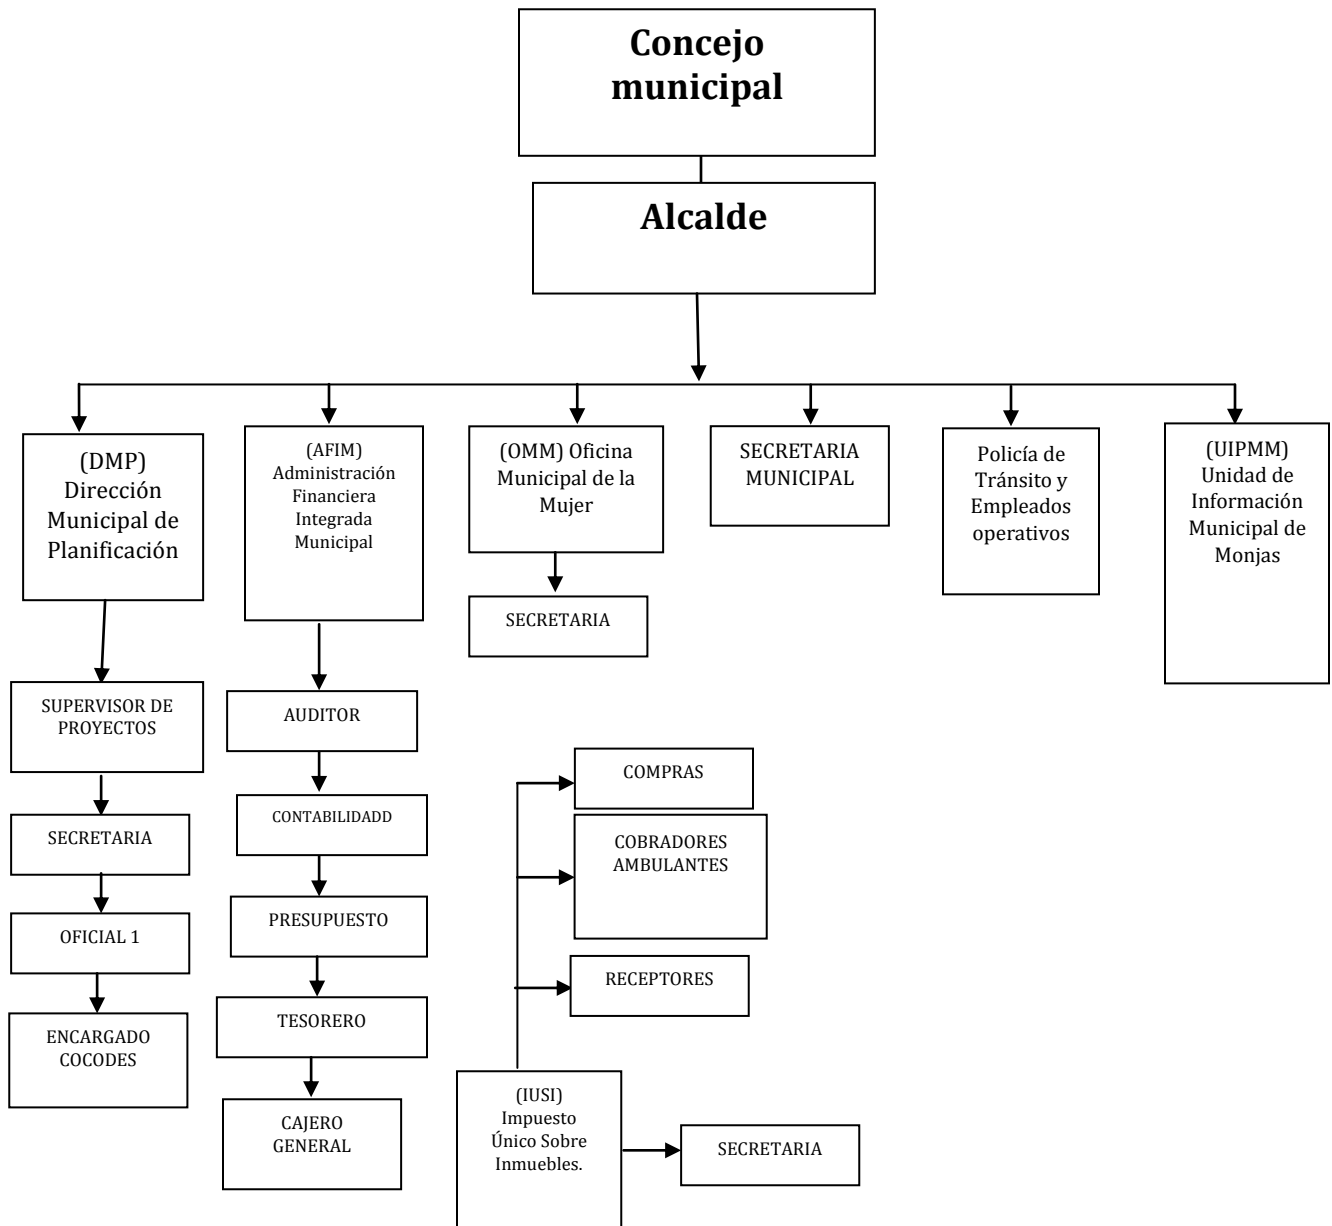 Concejo
municipal
Alcalde
(DMP)
Dirección
Municipal de
Planificación
(AFIM)
Administración
Financiera
Integrada
Municipal
(OMM) Oficina
Municipal de la
Mujer
SECRETARIA
MUNICIPAL
Policía de
Tránsito y
Empleados
operativos
(UIPMM)
Unidad de
Información
Municipal de
Monjas
SECRETARIA
SUPERVISOR DE
PROYECTOS
AUDITOR
COMPRAS
CONTABILIDADD
SECRETARIA
COBRADORES
AMBULANTES
PRESUPUESTO
OFICIAL 1
RECEPTORES
TESORERO
ENCARGADO
COCODES
(IUSI)
Impuesto
Único Sobre
Inmuebles.
CAJERO
GENERAL
SECRETARIA